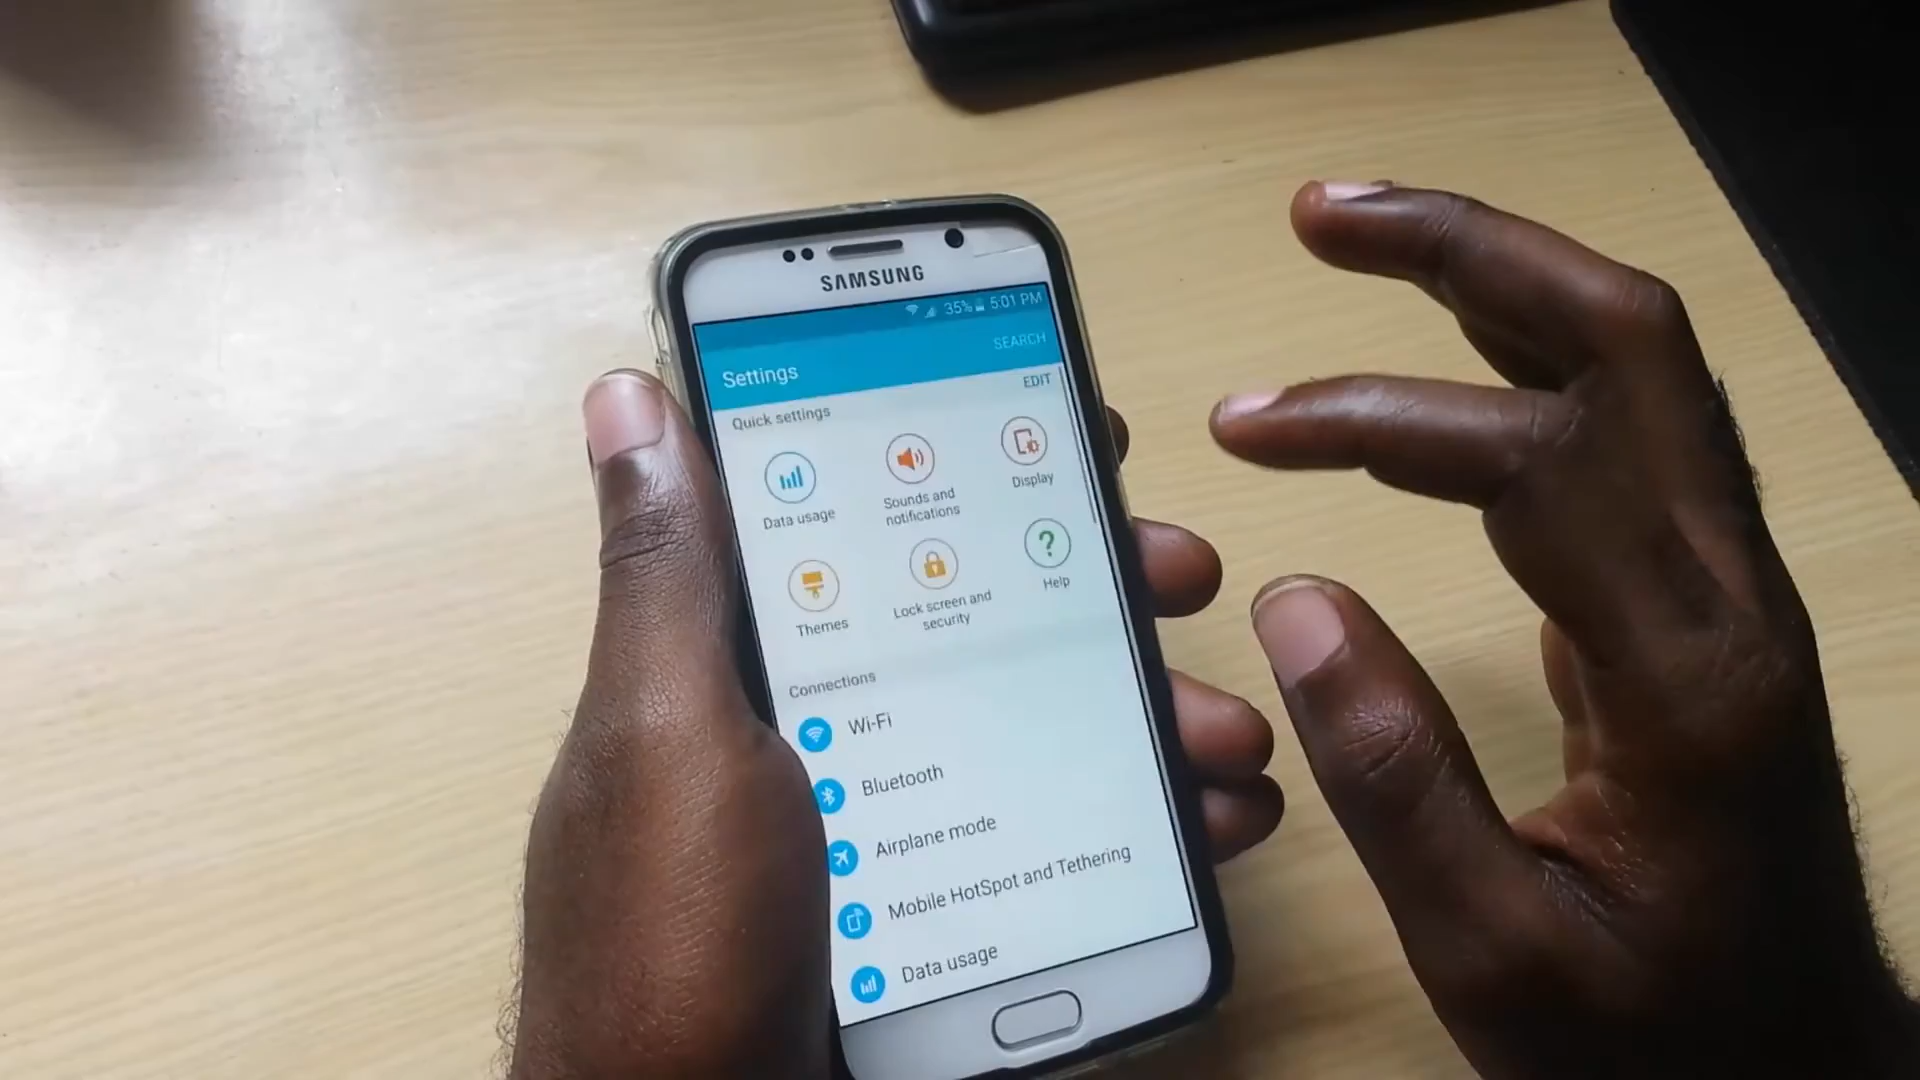 SAMSUNG
35% 5:01 PM
SEARCH
Settings
EDIT
Quick settings
Data usage
Sounds and
notifications
Display
Themes
Lock screen and
security
Help
Connections
Wi-Fi
Bluetooth
Airplane mode
Mobile HotSpot and Tethering
Data usage